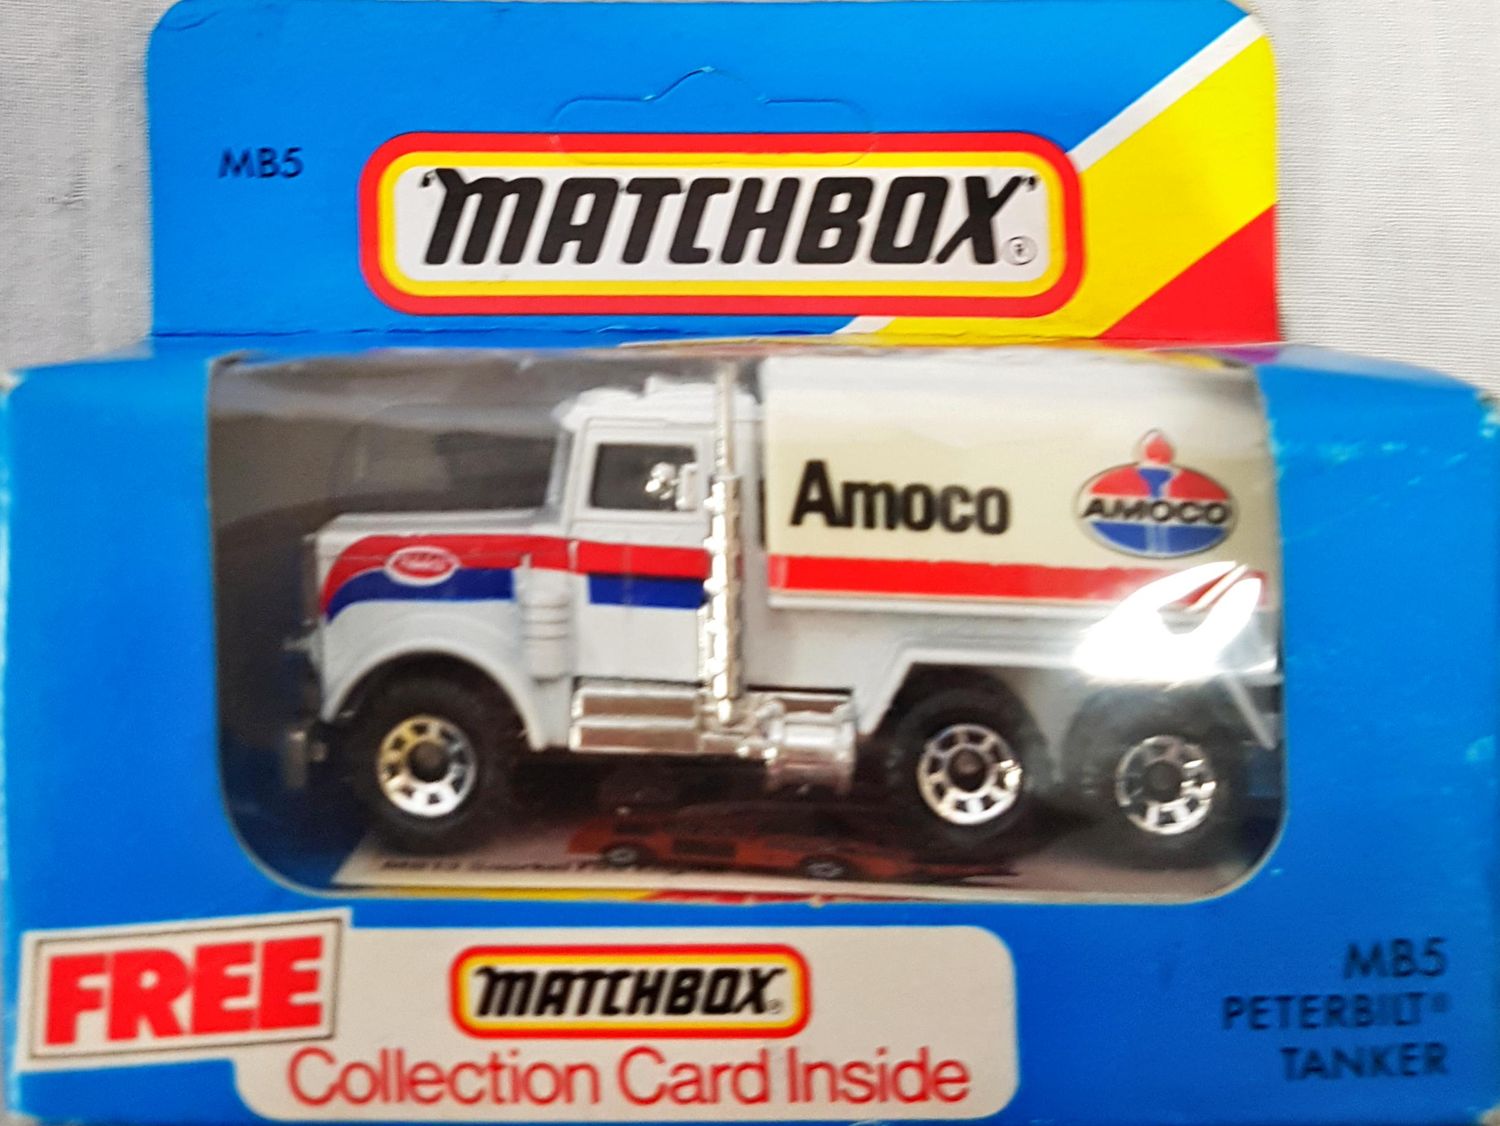 MB5
'MATCHBOX'®
Amoco
AMOCO
FREE
'MATCHBOX'®
Collection Card Inside
MB5
PETERBILT®
TANKER